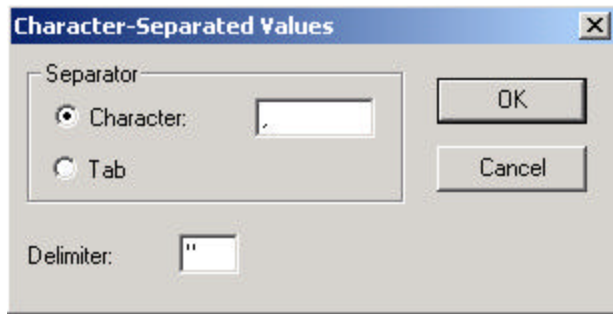 Character-Separated Values
Separator
Character: ,
OK
Tab
Cancel
Delimiter: "